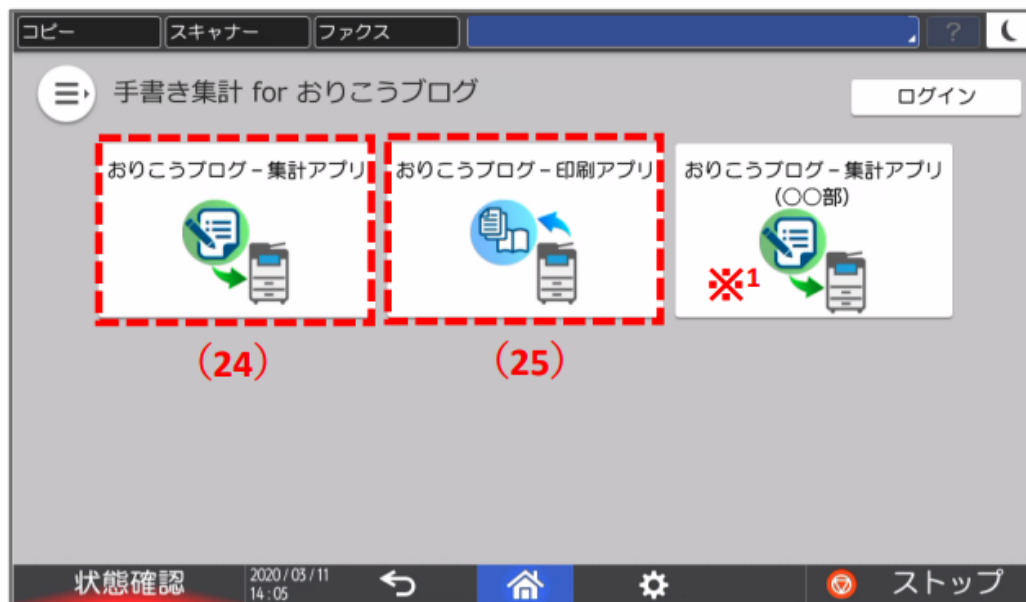 コピー
スキャナー
ファクス
?
手書き集計 for おりこうブログ
ログイン
おりこうブログ – 集計アプリ
おりこうブログ – 印刷アプリ
おりこうブログ – 集計アプリ
(○○部)
※1
(24)
(25)
状態確認
2020/03/11
14:05
ストップ